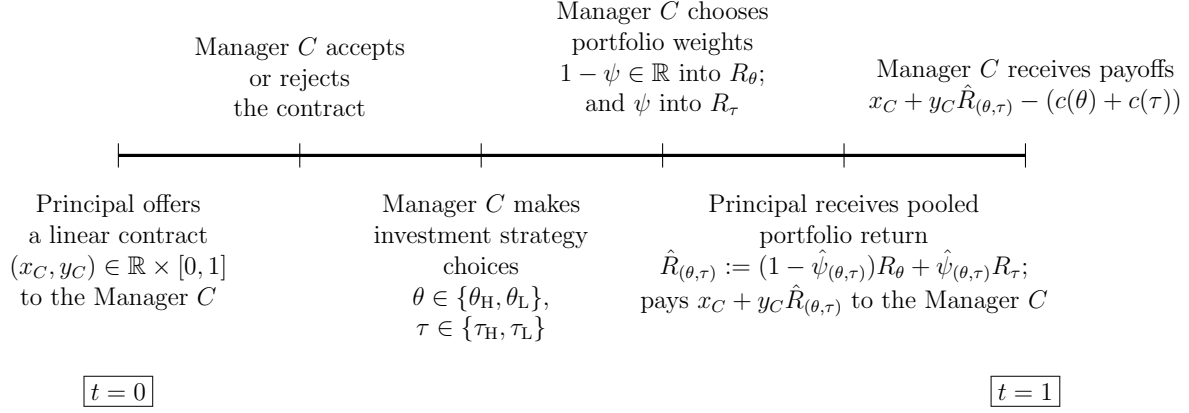 Manager C accepts
or rejects
the contract
Manager C chooses
portfolio weights
1 − ψ ∈ ℝ into R_θ;
and ψ into R_τ
Manager C receives payoffs
x_C + y_C R̂_(θ,τ) − (c(θ) + c(τ))
Principal offers
a linear contract
(x_C, y_C) ∈ ℝ × [0, 1]
to the Manager C
Manager C makes
investment strategy
choices
θ ∈ {θ_H, θ_L},
τ ∈ {τ_H, τ_L}
Principal receives pooled
portfolio return
R̂_(θ,τ) := (1 − ψ̂_(θ,τ))R_θ + ψ̂_(θ,τ)R_τ;
pays x_C + y_C R̂_(θ,τ) to the Manager C
t = 0
t = 1